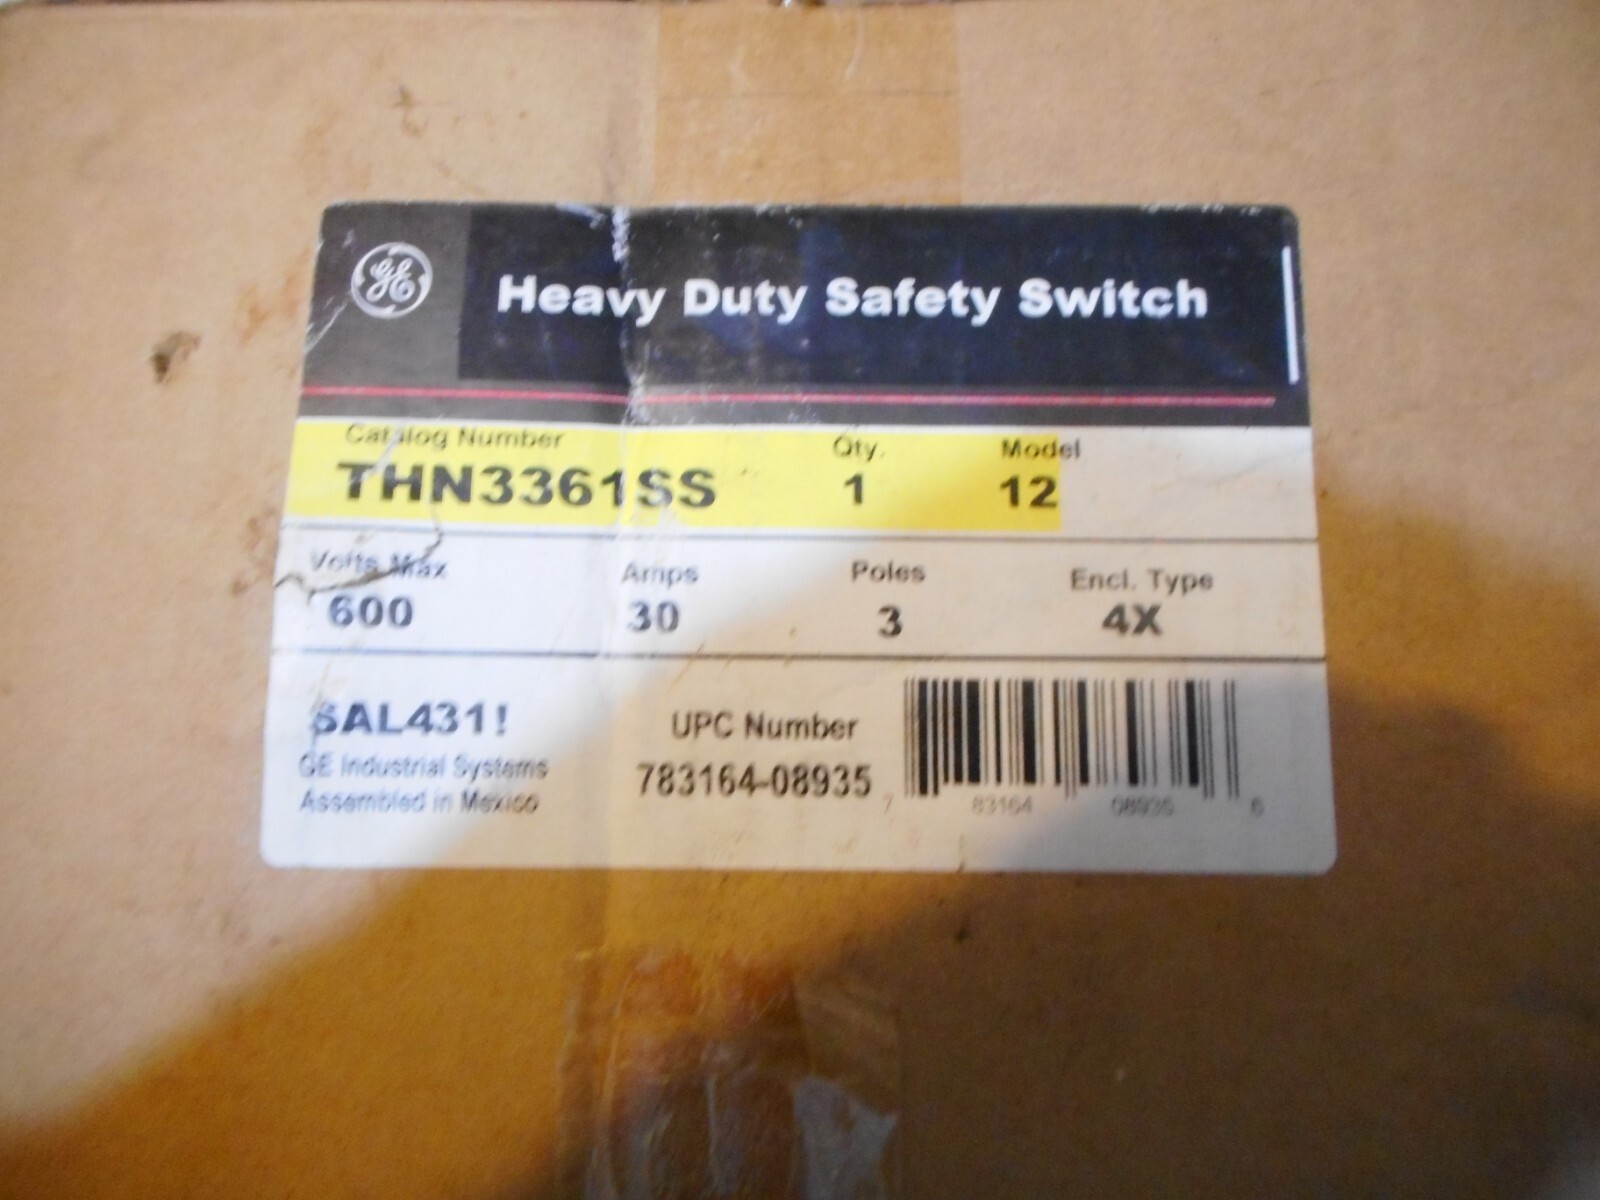 GE
Heavy Duty Safety Switch
Catalog Number Qty. Model
THN3361SS 1 12
Volts Max Amps Poles Encl. Type
600 30 3 4X
SAL431!
GE Industrial Systems
Assembled in Mexico
UPC Number
783164-08935
7 83164 08935 6